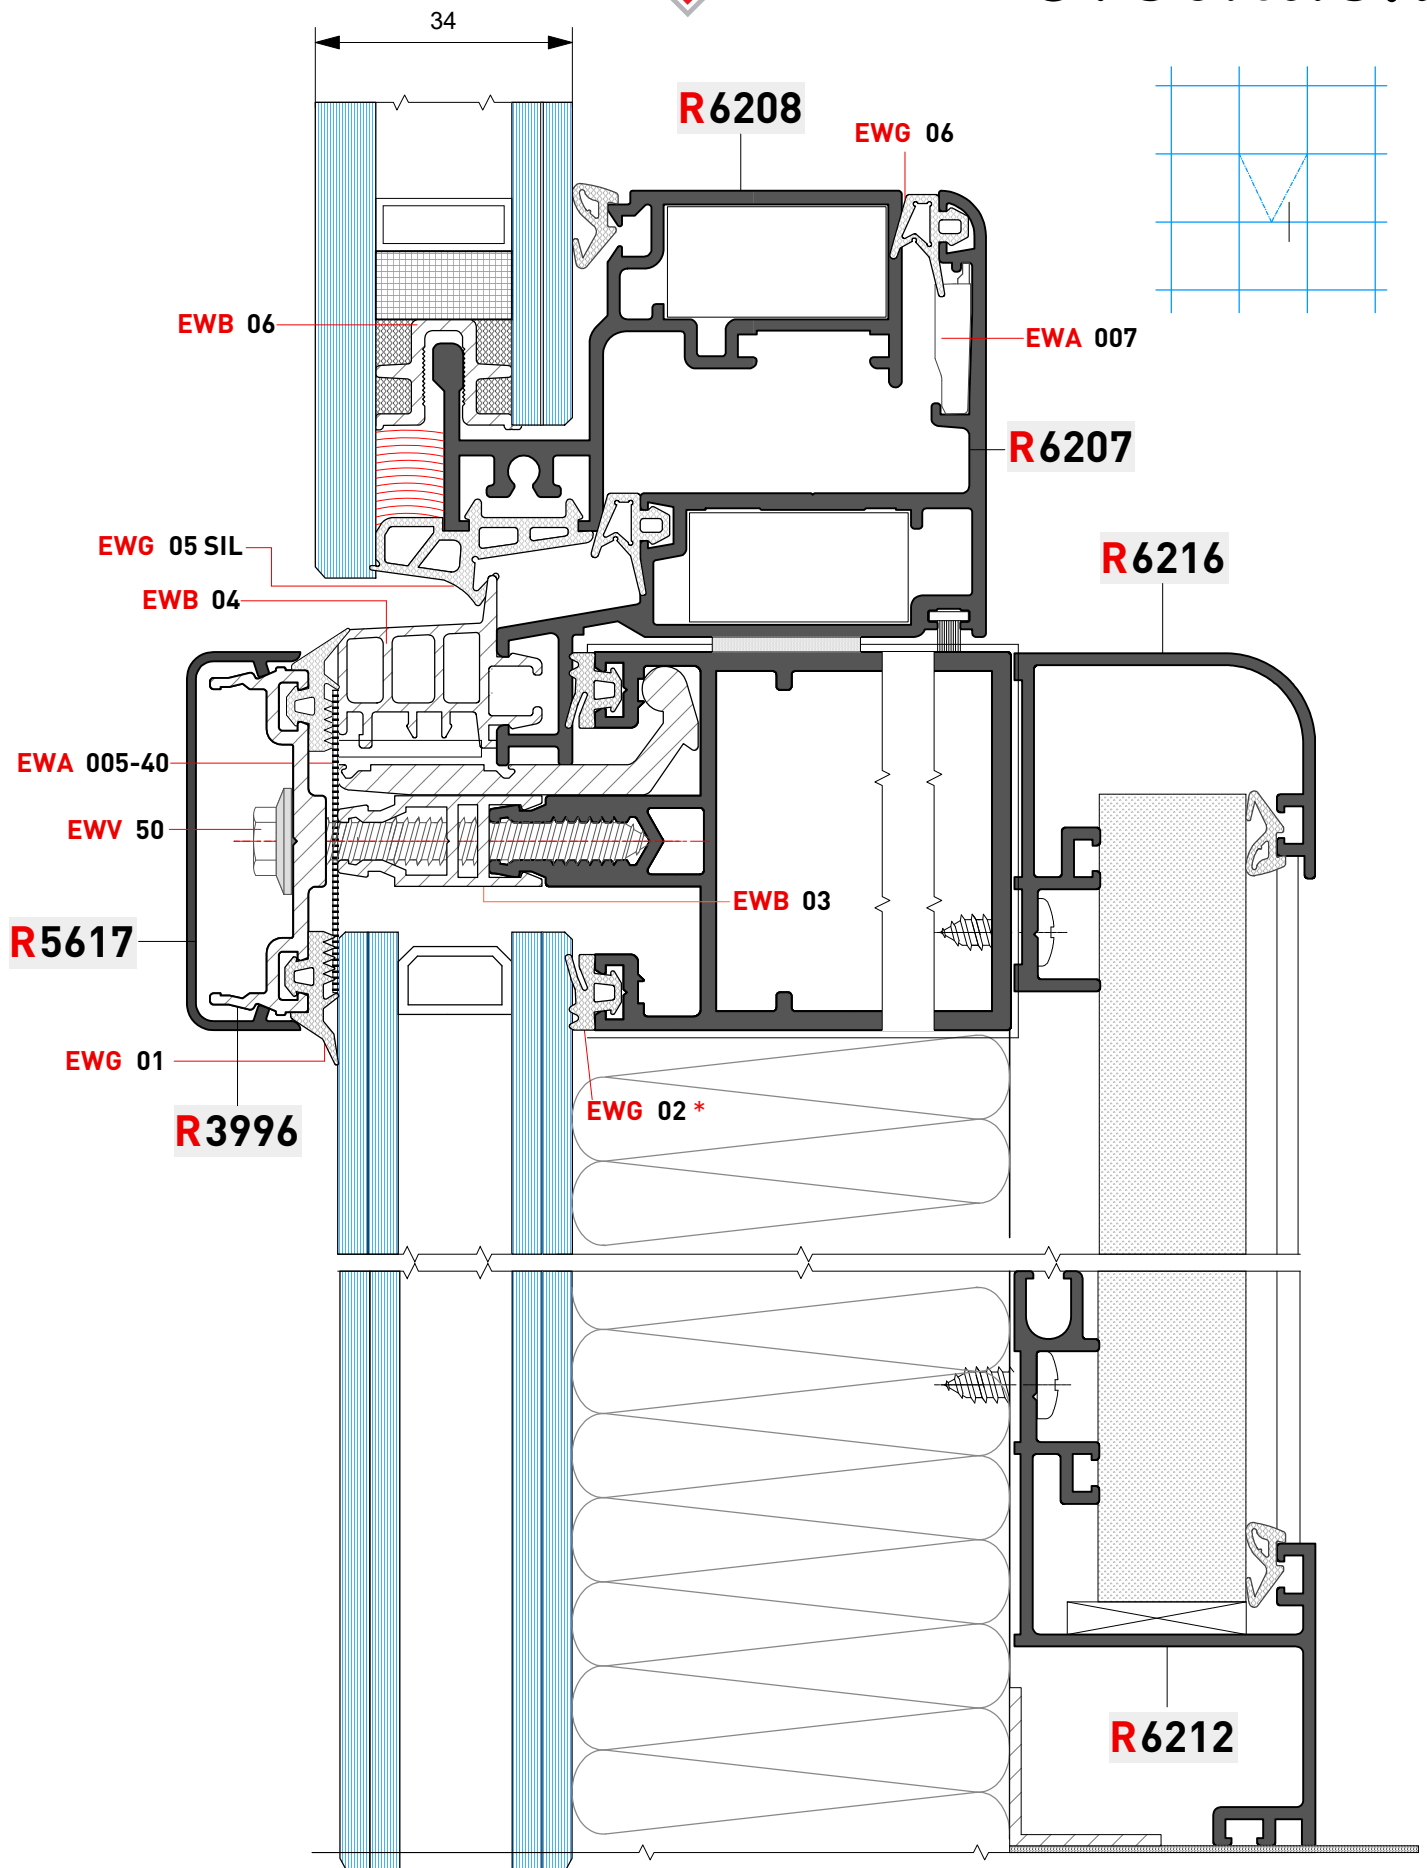 34
R6208
EWG 06
EWB 06
EWA 007
R6207
EWG 05 SIL
R6216
EWB 04
EWA 005-40
EWV 50
EWB 03
R5617
EWG 01
EWG 02 *
R3996
R6212